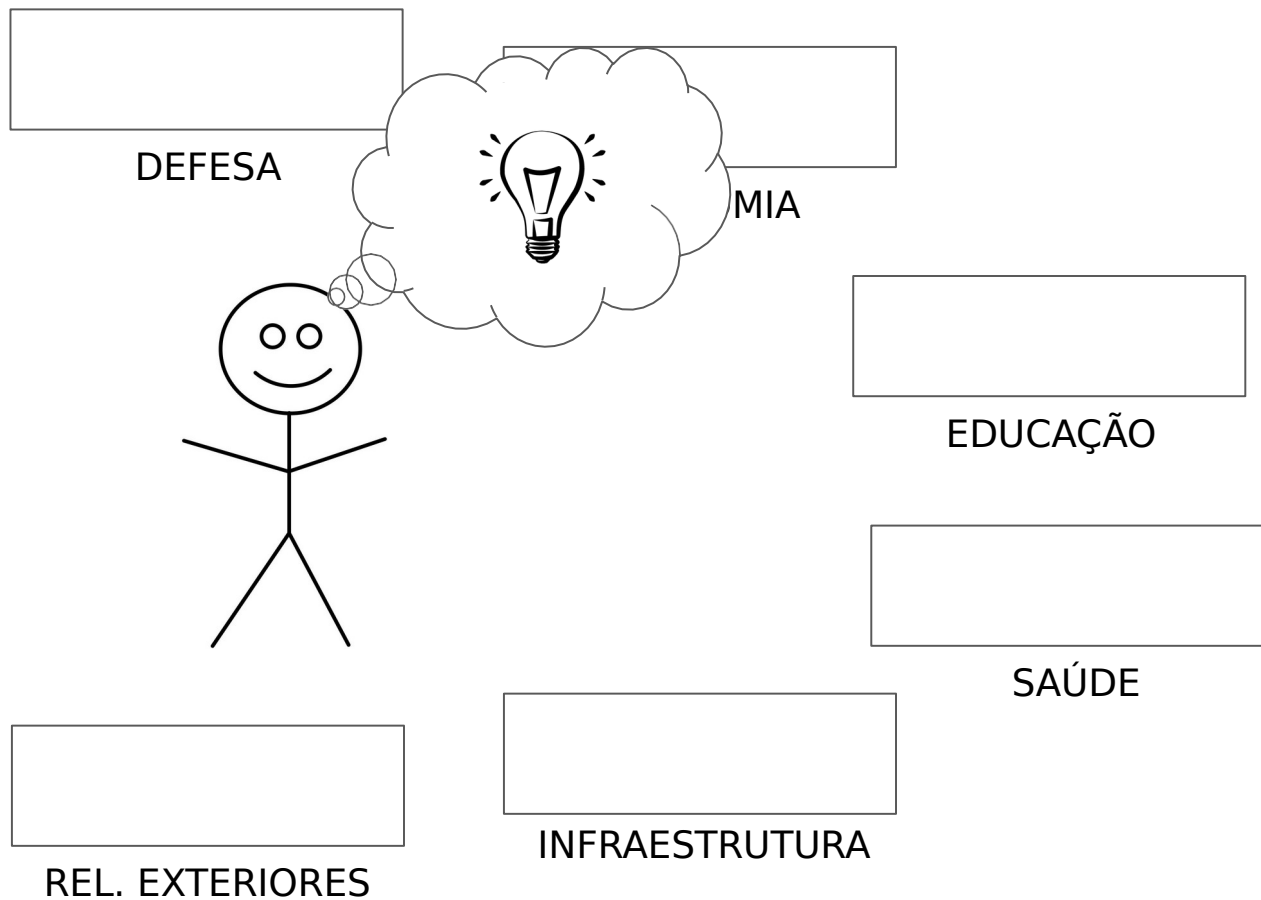 DEFESA
MIA
EDUCAÇÃO
SAÚDE
INFRAESTRUTURA
REL. EXTERIORES